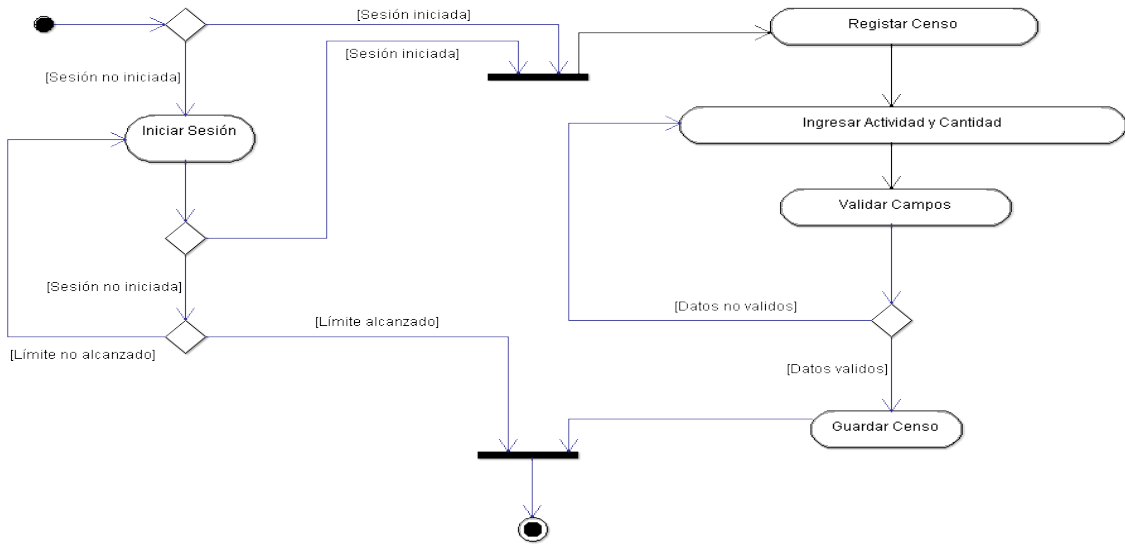 [Sesión iniciada]
Registar Censo
[Sesión iniciada]
[Sesión no iniciada]
Iniciar Sesión
Ingresar Actividad y Cantidad
Validar Campos
[Sesión no iniciada]
[Datos no validos]
[Límite alcanzado]
[Límite no alcanzado]
[Datos validos]
Guardar Censo